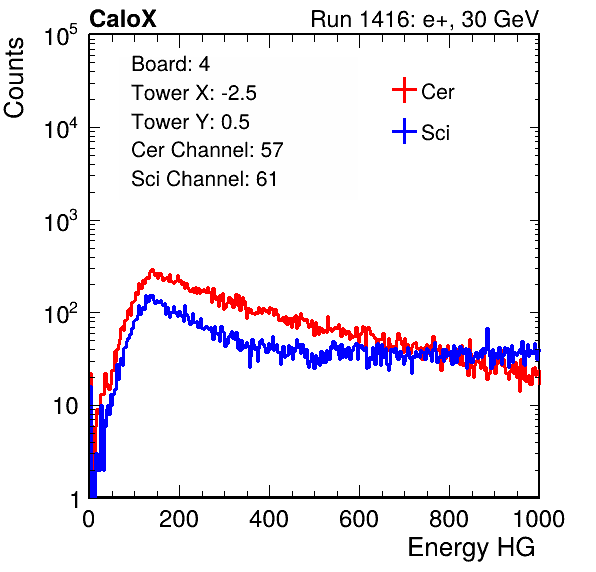 CaloX Run 1416: e+, 30 GeV
Board: 4
Tower X: -2.5
Tower Y: 0.5
Cer Channel: 57
Sci Channel: 61
Cer
Sci
Counts
10^5
10^4
10^3
10^2
10
1
0 200 400 600 800 1000
Energy HG